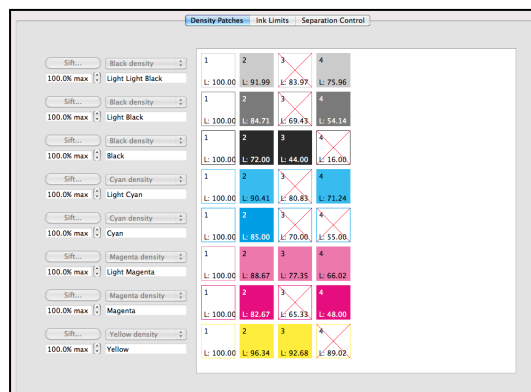 Density Patches Ink Limits Separation Control
Sift... Black density
100.0% max Light Light Black
1 2 3 4
L: 100.00 L: 91.99 L: 83.97 L: 75.96
Sift... Black density
100.0% max Light Black
1 2 3 4
L: 100.00 L: 84.71 L: 69.43 L: 54.14
Sift... Black density
100.0% max Black
1 2 3 4
L: 100.00 L: 72.00 L: 44.00 L: 16.00
Sift... Cyan density
100.0% max Light Cyan
1 2 3 4
L: 100.00 L: 90.41 L: 80.83 L: 71.24
Sift... Cyan density
100.0% max Cyan
1 2 3 4
L: 100.00 L: 85.00 L: 70.00 L: 55.00
Sift... Magenta density
100.0% max Light Magenta
1 2 3 4
L: 100.00 L: 88.67 L: 77.35 L: 66.02
Sift... Magenta density
100.0% max Magenta
1 2 3 4
L: 100.00 L: 82.67 L: 65.33 L: 48.00
Sift... Yellow density
100.0% max Yellow
1 2 3 4
L: 100.00 L: 96.34 L: 92.68 L: 89.02